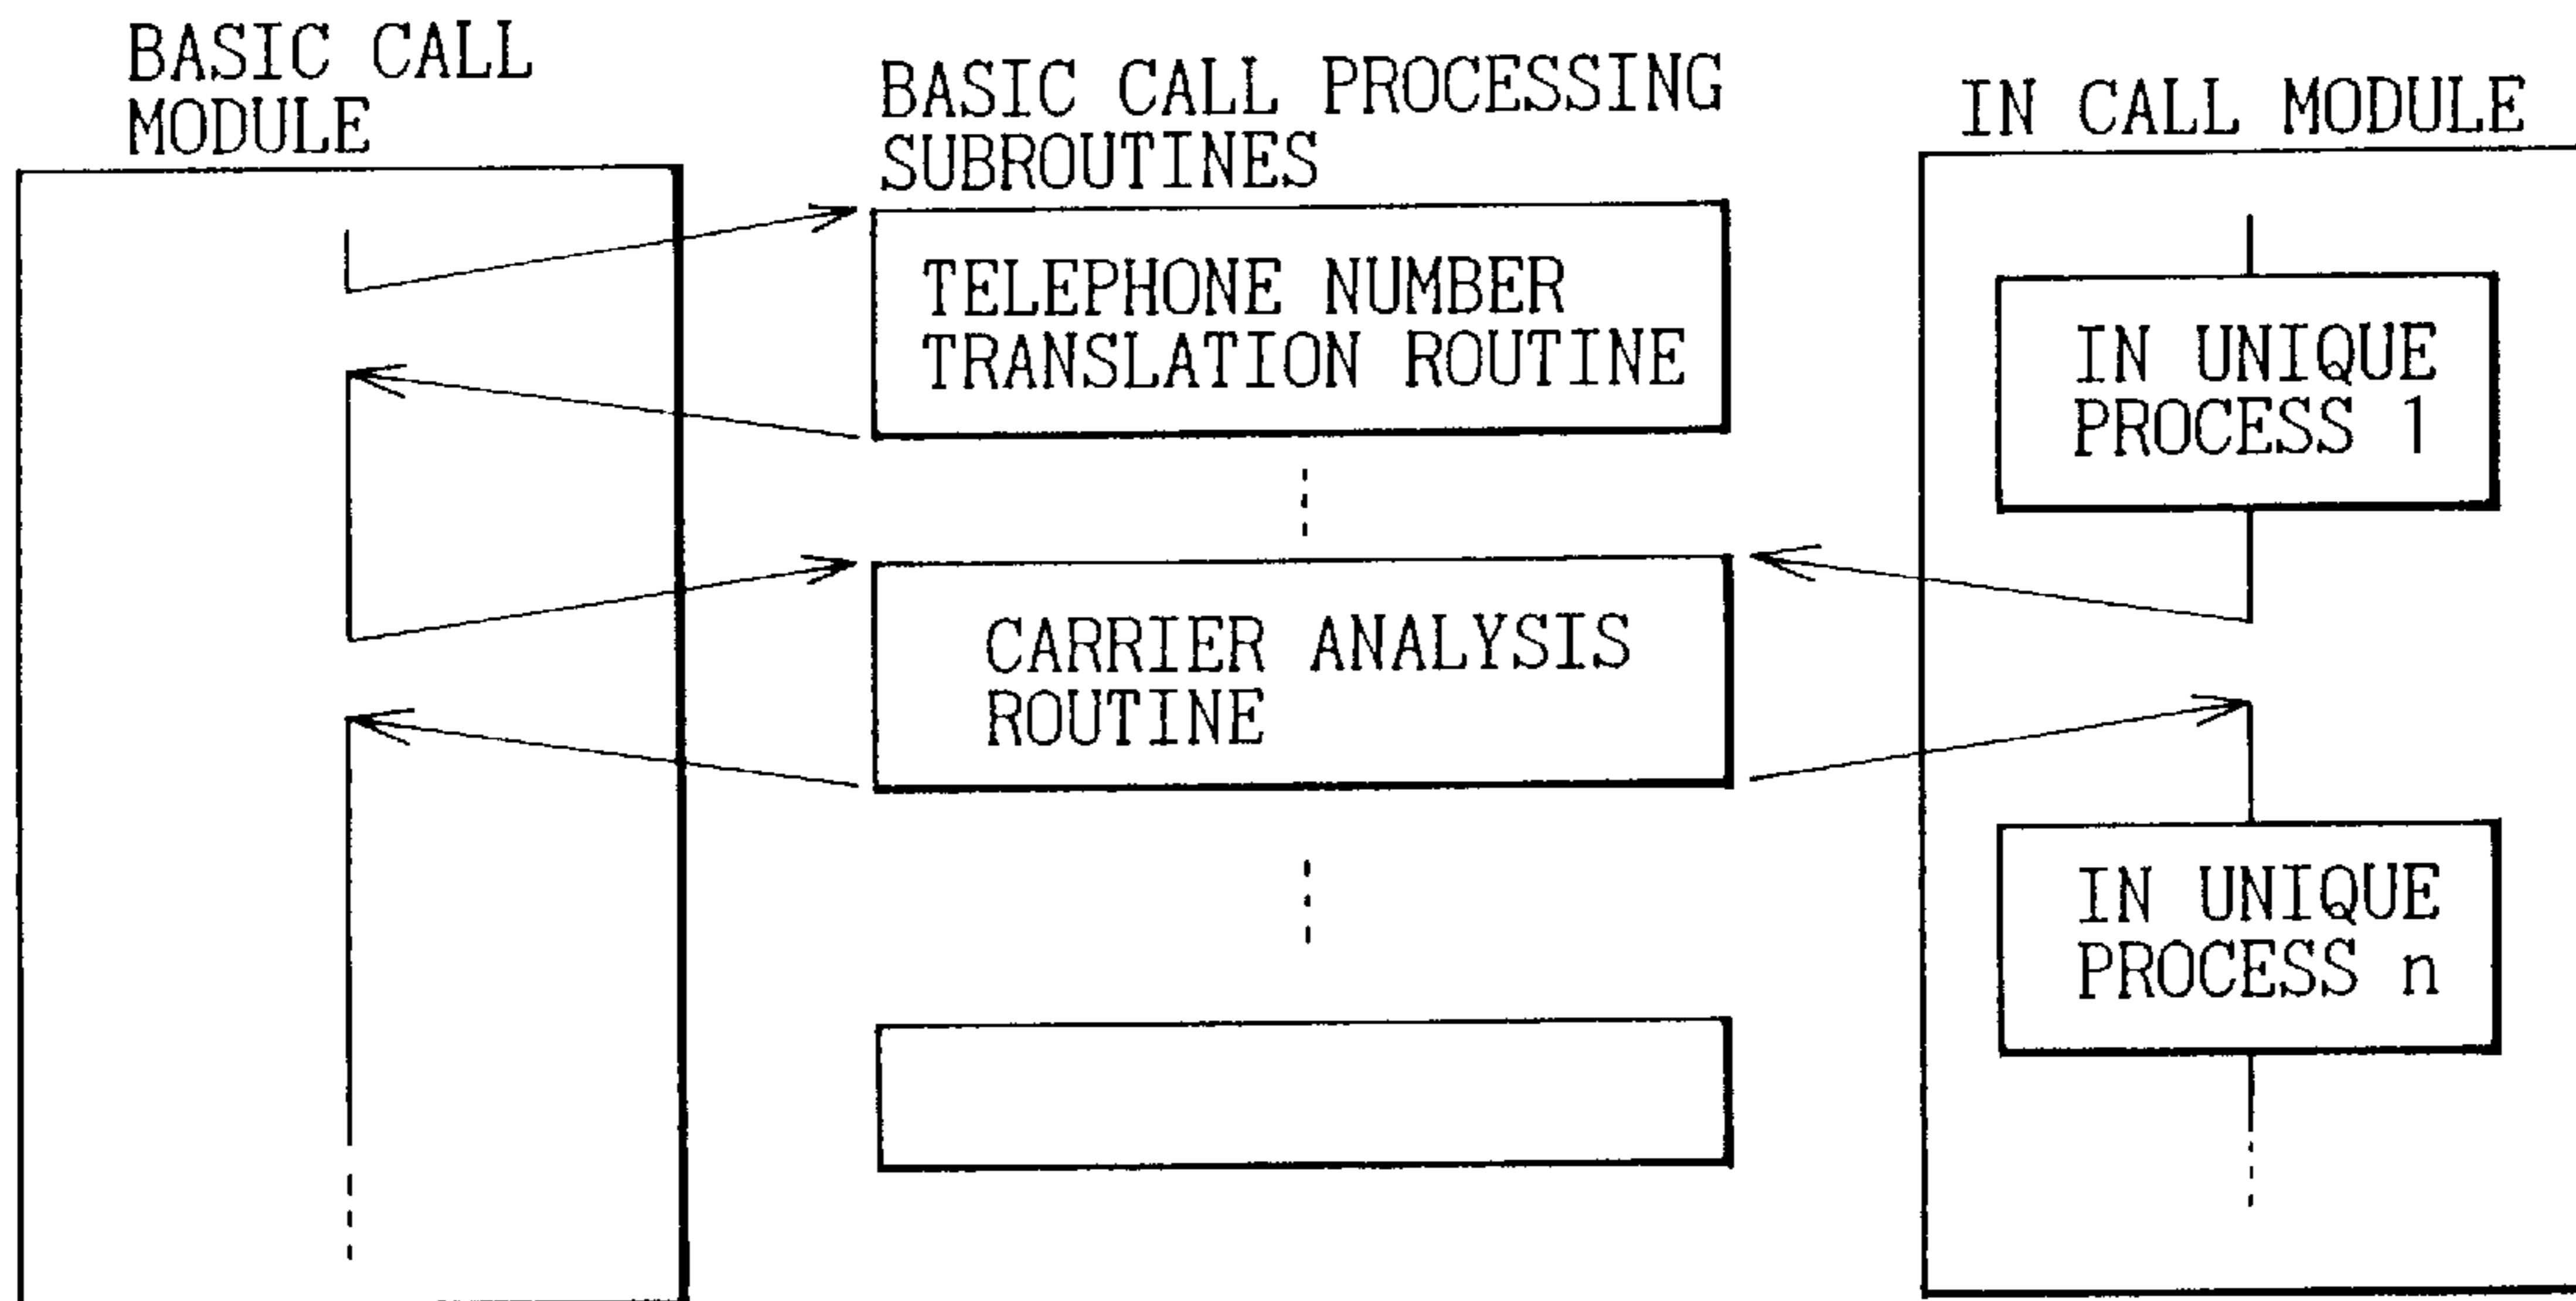 BASIC CALL
MODULE
BASIC CALL PROCESSING
SUBROUTINES
IN CALL MODULE
TELEPHONE NUMBER
TRANSLATION ROUTINE
IN UNIQUE
PROCESS 1
CARRIER ANALYSIS
ROUTINE
IN UNIQUE
PROCESS n